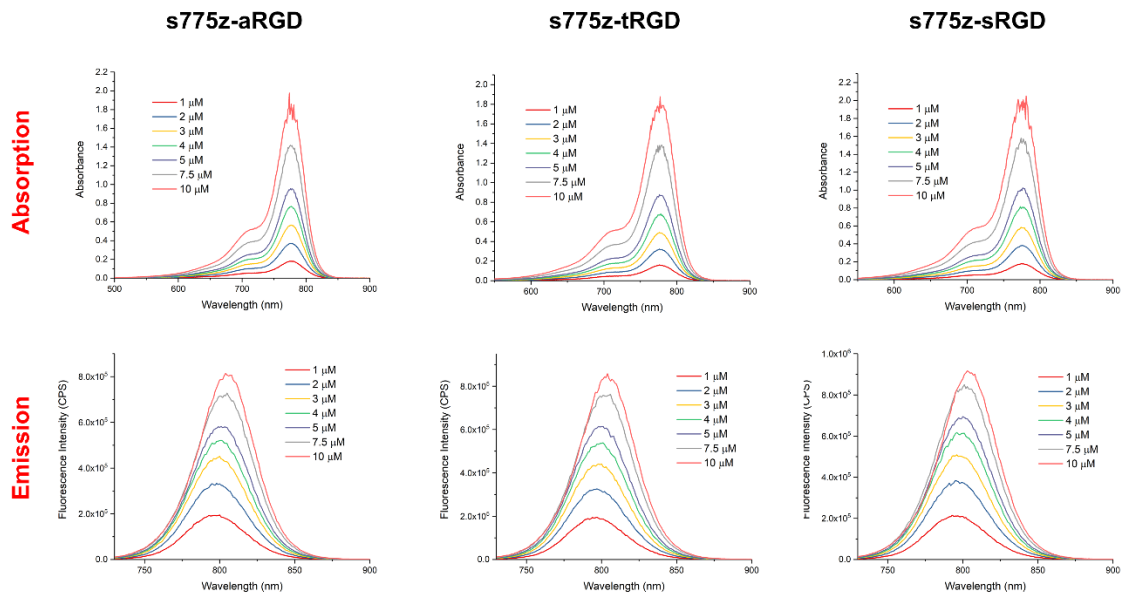 s775z-aRGD
s775z-tRGD
s775z-sRGD
Absorption
Absorbance
2.2
2.0
1.8
1.6
1.4
1.2
1.0
0.8
0.6
0.4
0.2
0.0
1 μM
2 μM
3 μM
4 μM
5 μM
7.5 μM
10 μM
500
600
700
800
900
Wavelength (nm)
Absorbance
2.0
1.8
1.6
1.4
1.2
1.0
0.8
0.6
0.4
0.2
0.0
1 μM
2 μM
3 μM
4 μM
5 μM
7.5 μM
10 μM
600
700
800
900
Wavelength (nm)
Absorbance
2.2
2.0
1.8
1.6
1.4
1.2
1.0
0.8
0.6
0.4
0.2
0.0
1 μM
2 μM
3 μM
4 μM
5 μM
7.5 μM
10 μM
600
700
800
900
Wavelength (nm)
Emission
Fluorescence Intensity (CPS)
8.0x10⁵
6.0x10⁵
4.0x10⁵
2.0x10⁵
0.0
1 μM
2 μM
3 μM
4 μM
5 μM
7.5 μM
10 μM
750
800
850
900
Wavelength (nm)
Fluorescence Intensity (CPS)
8.0x10⁵
6.0x10⁵
4.0x10⁵
2.0x10⁵
0.0
1 μM
2 μM
3 μM
4 μM
5 μM
7.5 μM
10 μM
750
800
850
900
Wavelength (nm)
Fluorescence Intensity (CPS)
1.0x10⁶
8.0x10⁵
6.0x10⁵
4.0x10⁵
2.0x10⁵
0.0
1 μM
2 μM
3 μM
4 μM
5 μM
7.5 μM
10 μM
750
800
850
900
Wavelength (nm)